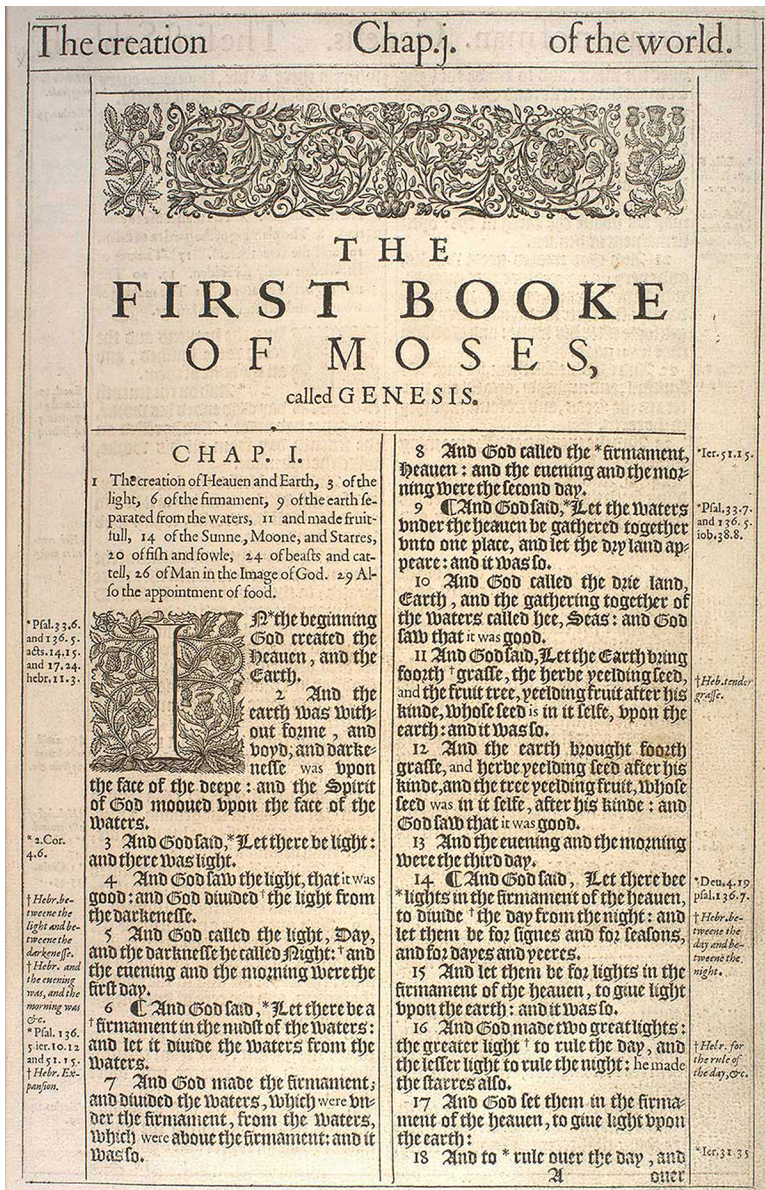 The creation Chap.j. of the world.
THE
FIRST BOOKE
OF MOSES,
called GENESIS.
CHAP. I.
1 The creation of Heauen and Earth, 3 of the
light, 6 of the firmament, 9 of the earth se-
parated from the waters, 11 and made fruit-
full, 14 of the Sunne, Moone, and Starres,
20 of fish and fowle, 24 of beasts and cat-
tell, 26 of Man in the Image of God. 29 Al-
so the appointment of food.
IN *the beginning
God created the
Heauen, and the
Earth.
2 And the
earth was with-
out forme, and
voyd; and darke-
nesse was vpon
the face of the deepe: and the Spirit
of God mooued vpon the face of the
waters.
3 And God said, *Let there be light:
and there was light.
4 And God saw the light, that it was
good: and God diuided †the light from
the darkenesse.
5 And God called the light, Day,
and the darknesse he called Night: †and
the euening and the morning were the
first day.
6 ¶ And God said, *Let there be a
†firmament in the midst of the waters:
and let it diuide the waters from the
waters.
7 And God made the firmament;
and diuided the waters, which were vn-
der the firmament, from the waters,
which were aboue the firmament: and it
was so.
*Psal.33.6.
and 136.5.
acts.14.15.
and 17.24.
hebr.11.3.
*2.Cor.
4.6.
†Hebr. be-
tweene the
light and be-
tweene the
darkenesse.
†Hebr. and
the euening
was, and the
morning was
&c.
*Psal. 136.
5. ier.10.12
and 51.15.
†Hebr. Ex-
pansion.
8 And God called the *firmament,
Heauen: and the euening and the mor-
ning were the second day.
9 ¶ And God said, *Let the waters
vnder the heauen be gathered together
vnto one place, and let the dry land ap-
peare: and it was so.
10 And God called the drie land,
Earth, and the gathering together of
the waters called hee, Seas: and God
saw that it was good.
11 And God said, Let the Earth bring
foorth †grasse, the herbe yeelding seed,
and the fruit tree, yeelding fruit after his
kinde, whose seed is in it selfe, vpon the
earth: and it was so.
12 And the earth brought foorth
grasse, and herbe yeelding seed after his
kinde, and the tree yeelding fruit, whose
seed was in it selfe, after his kinde: and
God saw that it was good.
13 And the euening and the morning
were the third day.
14 ¶ And God said, Let there bee
*lights in the firmament of the heauen,
to diuide †the day from the night: and
let them be for signes and for seasons,
and for dayes and yeeres.
15 And let them be for lights in the
firmament of the heauen, to giue light
vpon the earth: and it was so.
16 And God made two great lights:
the greater light †to rule the day, and
the lesser light to rule the night: he made
the starres also.
17 And God set them in the firma-
ment of the heauen, to giue light vpon
the earth:
18 And to *rule ouer the day, and
A ouer
*Ier.51.15.
*Psal.33.7.
and 136.5.
iob.38.8.
†Heb.tender
grasse.
*Deu.4.19
psal.136.7.
†Hebr. be-
tweene the
day and be-
tweene the
night.
†Hebr. for
the rule of
the day, &c.
*Ier.31.35